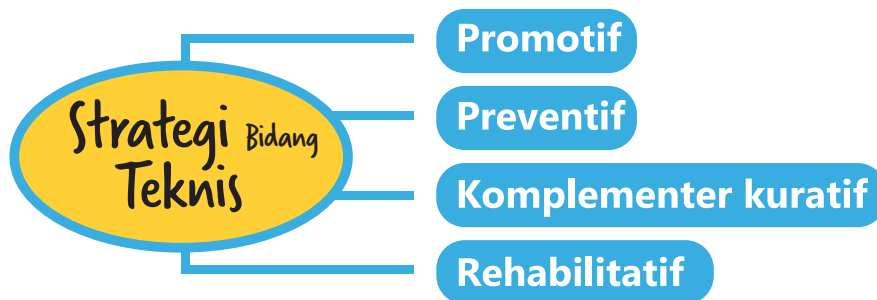 Strategi Bidang
Teknis
Promotif
Preventif
Komplementer kuratif
Rehabilitatif